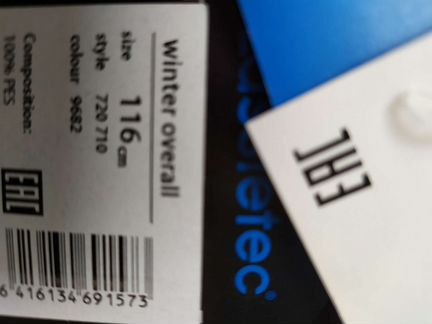 winter overall
size 116 cm
style 720 710
colour 9682
Composition:
100% PES
EAC
6 416134 691573
EAC